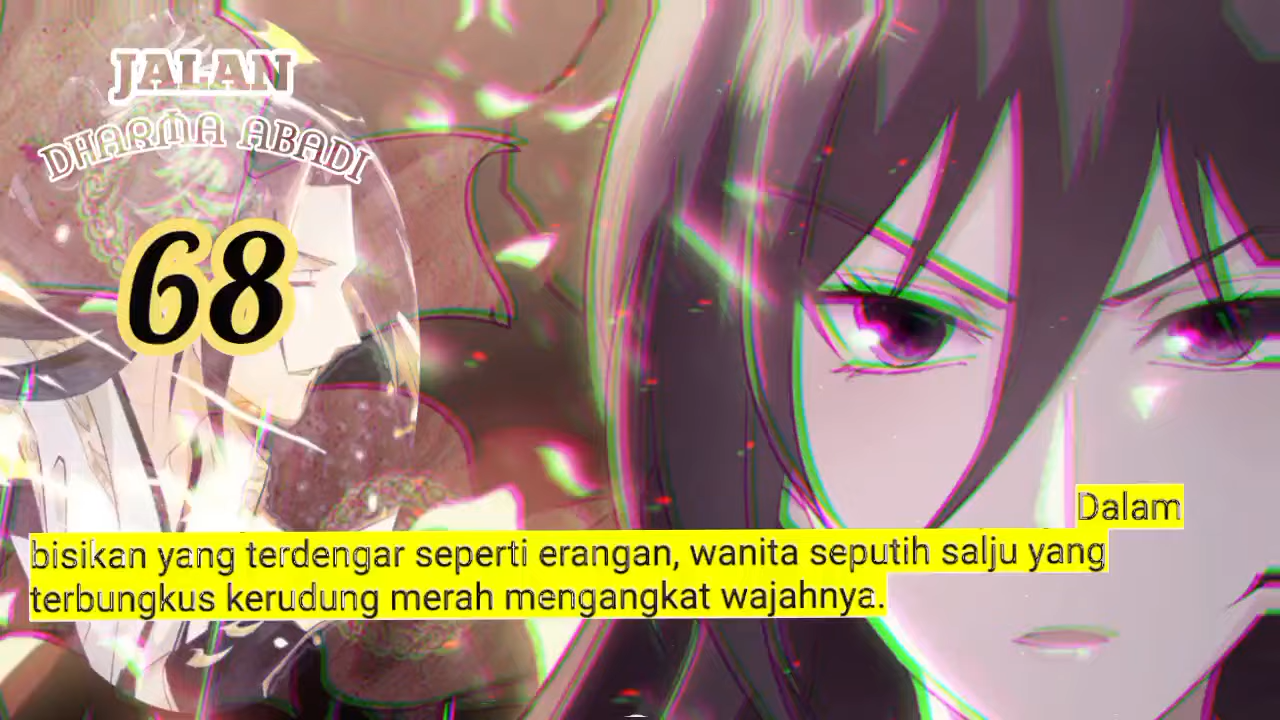 JALAN
DHARMA ABADI
68
Dalam
bisikan yang terdengar seperti erangan, wanita seputih salju yang
terbungkus kerudung merah mengangkat wajahnya.